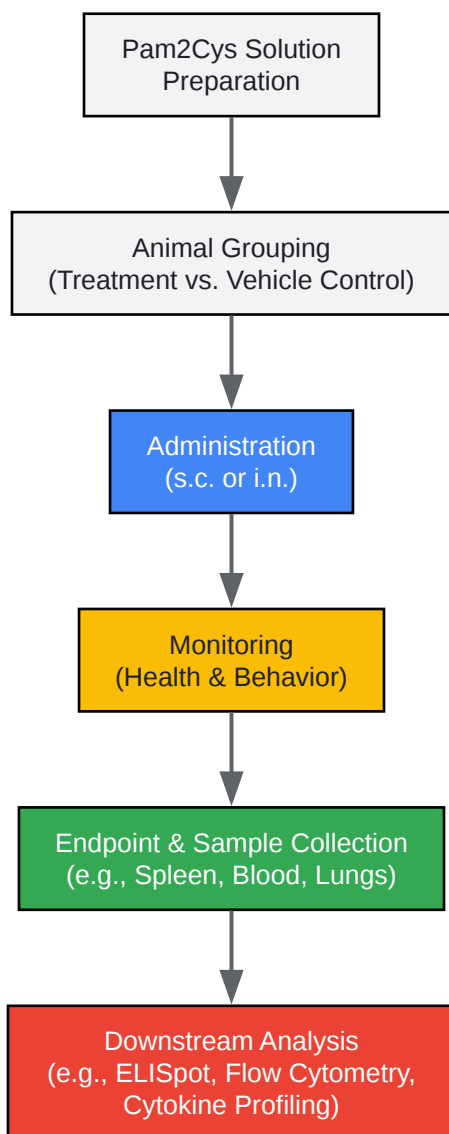 Pam2Cys Solution
Preparation
Animal Grouping
(Treatment vs. Vehicle Control)
Administration
(s.c. or i.n.)
Monitoring
(Health & Behavior)
Endpoint & Sample Collection
(e.g., Spleen, Blood, Lungs)
Downstream Analysis
(e.g., ELISpot, Flow Cytometry,
Cytokine Profiling)